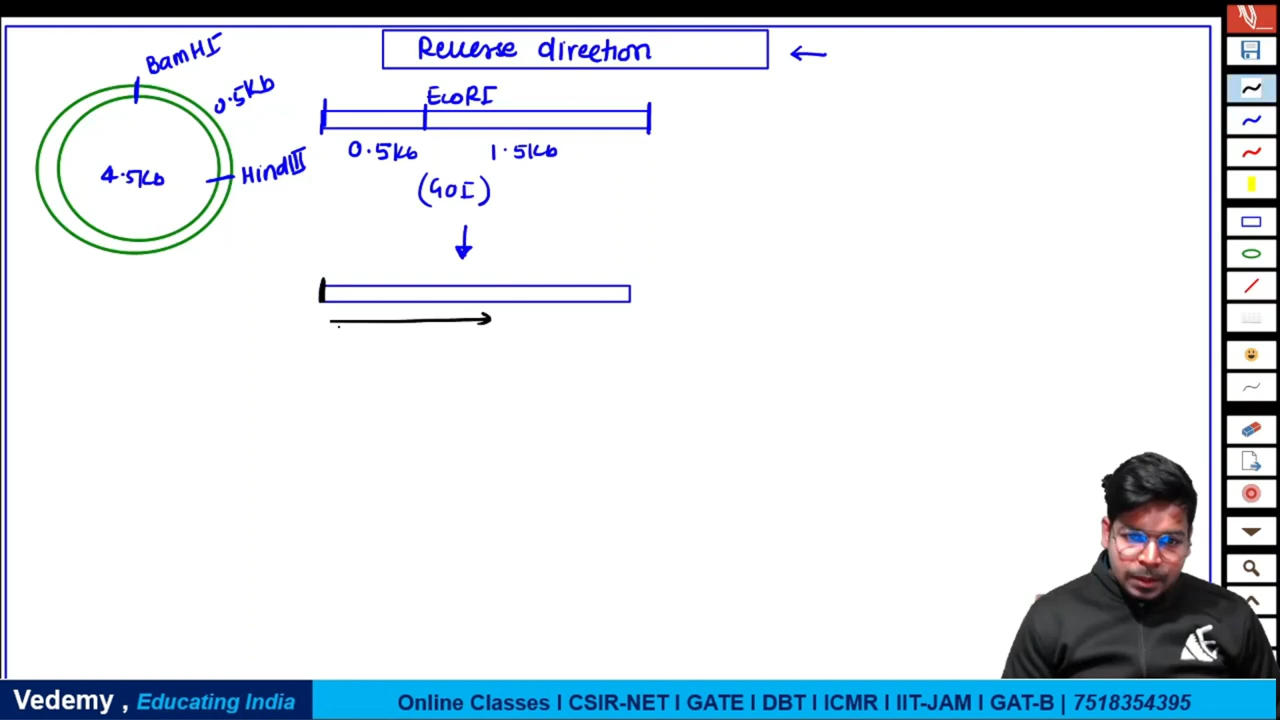 Reverse direction
BamHI
0.5Kb
4.5Kb
HindIII
EcoRI
0.5Kb
1.5Kb
(GOI)
Vedemy , Educating India
Online Classes I CSIR-NET I GATE I DBT I ICMR I IIT-JAM I GAT-B | 7518354395